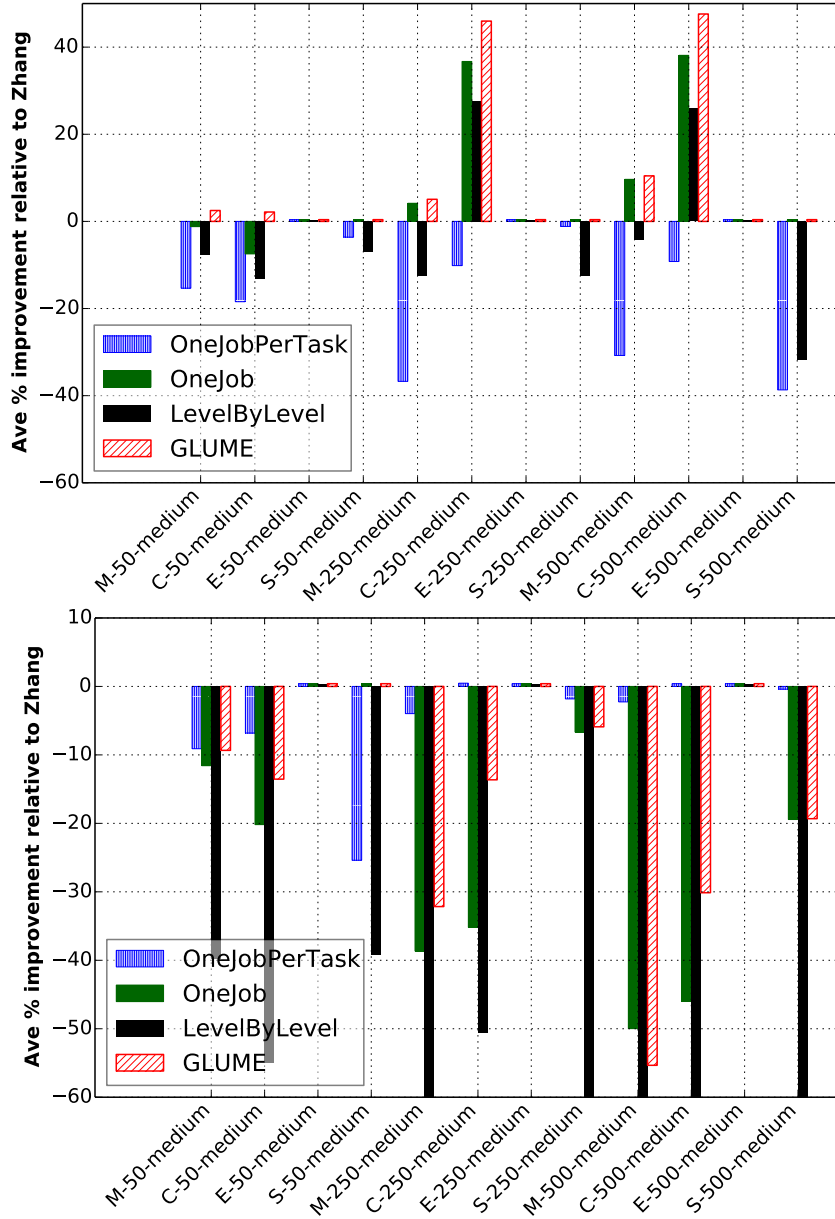 Ave % improvement relative to Zhang
40
20
0
−20
−40
−60
OneJobPerTask
OneJob
LevelByLevel
GLUME
M-50-medium
C-50-medium
E-50-medium
S-50-medium
M-250-medium
C-250-medium
E-250-medium
S-250-medium
M-500-medium
C-500-medium
E-500-medium
S-500-medium
Ave % improvement relative to Zhang
10
0
−10
−20
−30
−40
−50
−60
OneJobPerTask
OneJob
LevelByLevel
GLUME
M-50-medium
C-50-medium
E-50-medium
S-50-medium
M-250-medium
C-250-medium
E-250-medium
S-250-medium
M-500-medium
C-500-medium
E-500-medium
S-500-medium